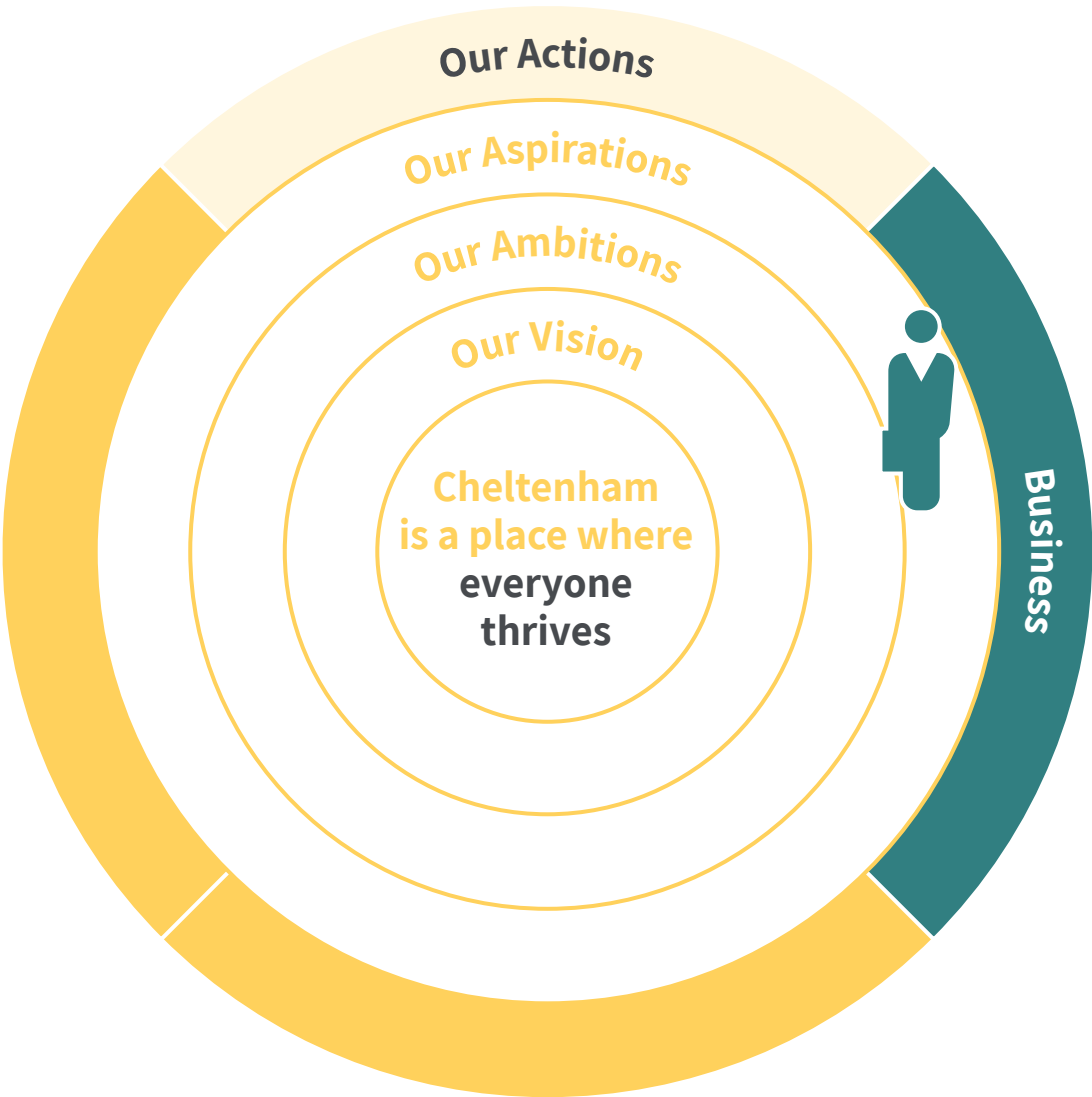 Our Actions
Our Aspirations
Our Ambitions
Our Vision
Cheltenham
is a place where
everyone
thrives
Business